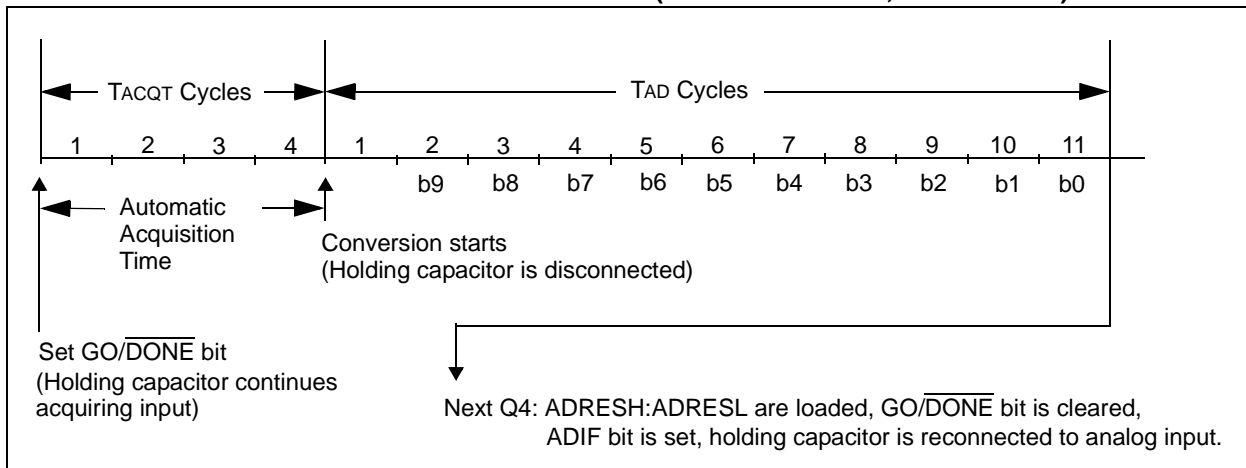 TACQT Cycles TAD Cycles
1 2 3 4 1 2 3 4 5 6 7 8 9 10 11
b9 b8 b7 b6 b5 b4 b3 b2 b1 b0
Automatic
Acquisition
Time
Conversion starts
(Holding capacitor is disconnected)
Set GO/DONE bit
(Holding capacitor continues
acquiring input)
Next Q4: ADRESH:ADRESL are loaded, GO/DONE bit is cleared,
ADIF bit is set, holding capacitor is reconnected to analog input.